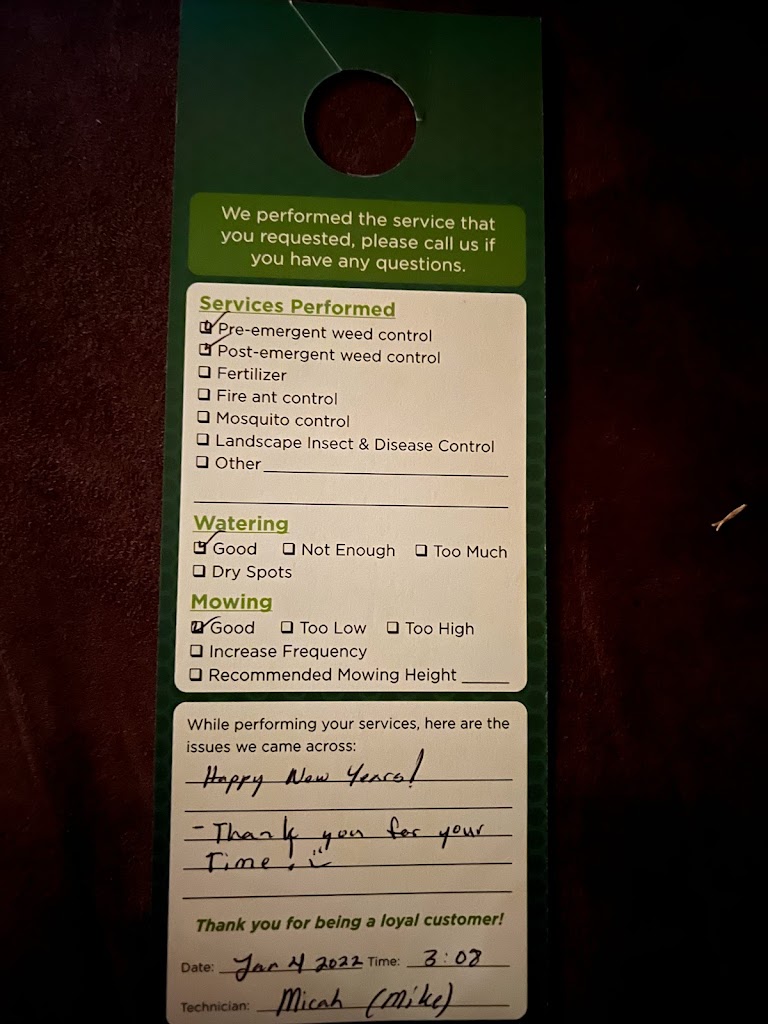 We performed the service that
you requested, please call us if
you have any questions.
Services Performed
Pre-emergent weed control
Post-emergent weed control
Fertilizer
Fire ant control
Mosquito control
Landscape Insect & Disease Control
Other
Watering
Good Not Enough Too Much
Dry Spots
Mowing
Good Too Low Too High
Increase Frequency
Recommended Mowing Height
While performing your services, here are the
issues we came across:
Happy New Years!
- Thank you for your
Time!
Thank you for being a loyal customer!
Date: Jan 4 2022 Time: 3:08
Technician: Micah (Mike)